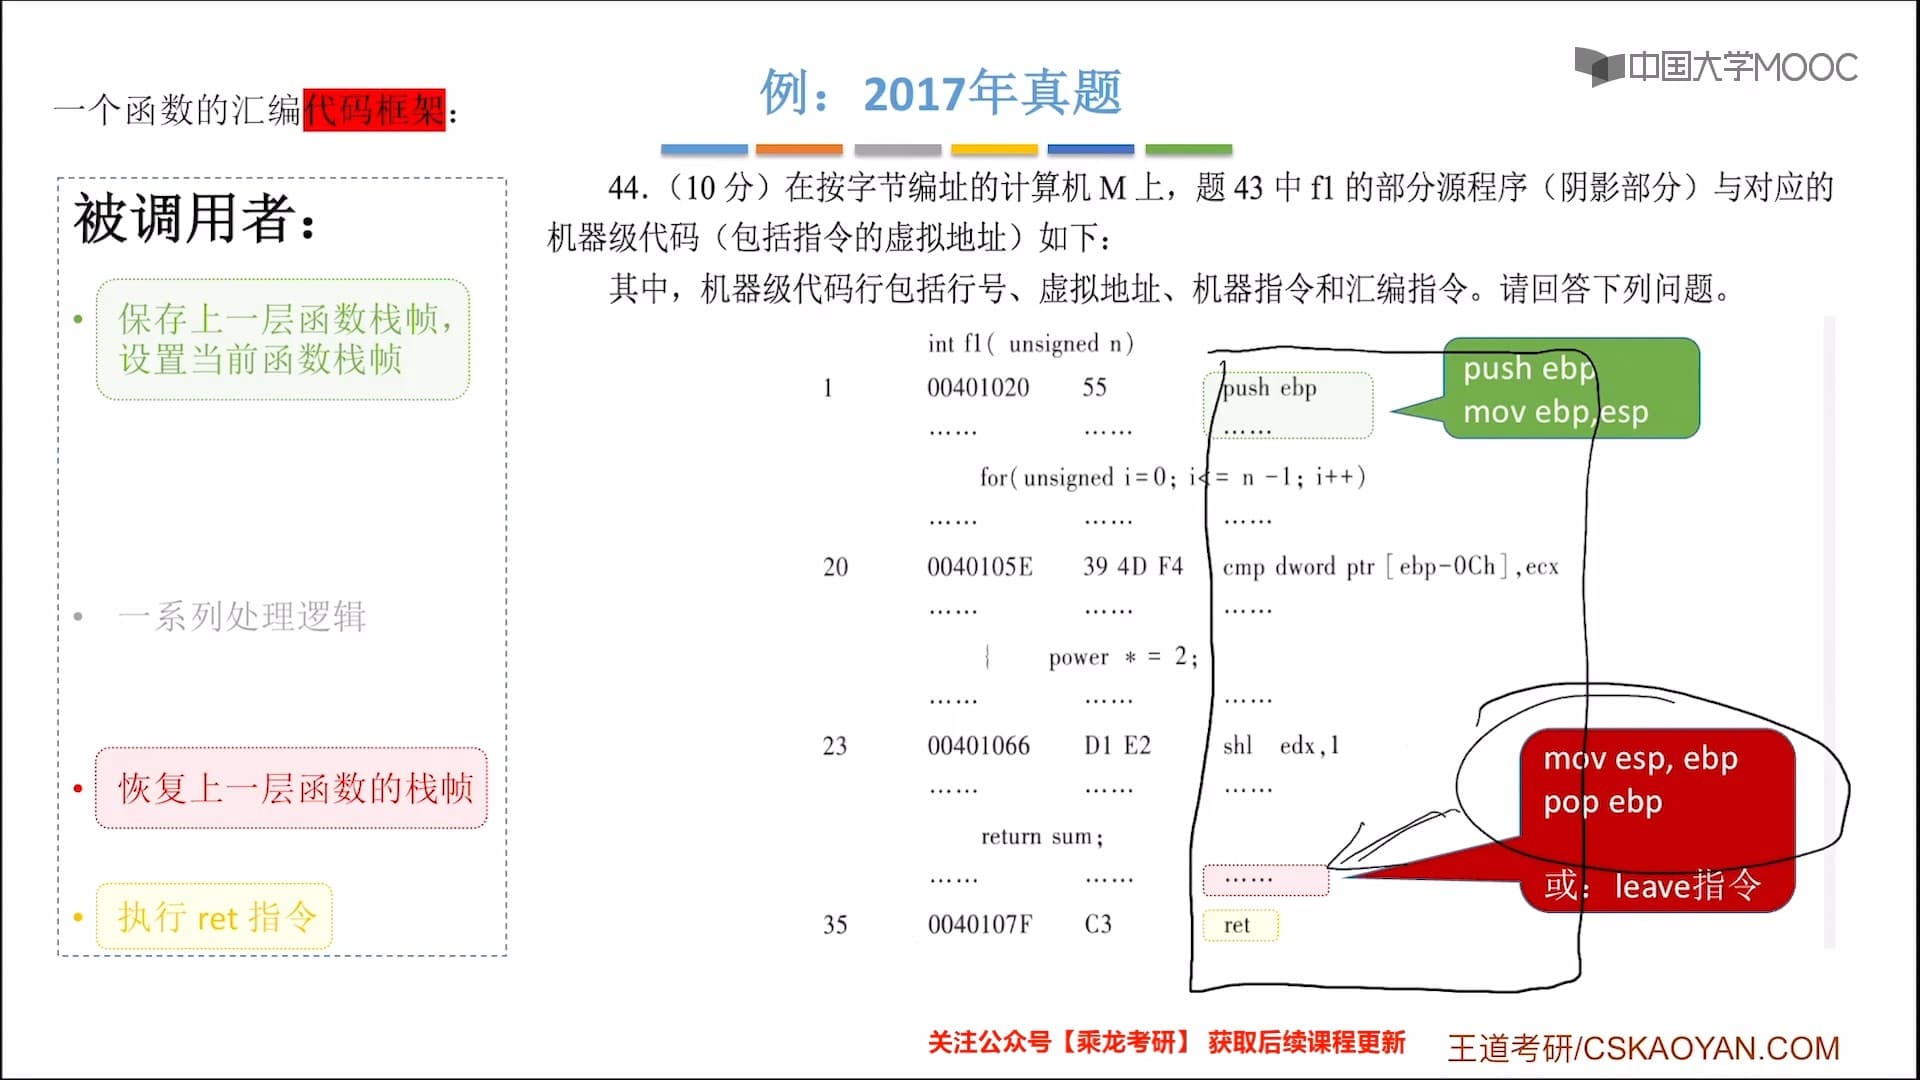 中国大学MOOC
例：2017年真题
一个函数的汇编代码框架：
被调用者：
• 保存上一层函数栈帧，
设置当前函数栈帧
• 一系列处理逻辑
• 恢复上一层函数的栈帧
• 执行 ret 指令
44.（10 分）在按字节编址的计算机 M 上，题 43 中 f1 的部分源程序（阴影部分）与对应的
机器级代码（包括指令的虚拟地址）如下：
其中，机器级代码行包括行号、虚拟地址、机器指令和汇编指令。请回答下列问题。
int f1( unsigned n)
1 00401020 55 push ebp
…… …… ……
for( unsigned i=0; i<= n -1; i++)
…… …… ……
20 0040105E 39 4D F4 cmp dword ptr [ebp-0Ch],ecx
…… …… ……
{ power * = 2;
…… …… ……
23 00401066 D1 E2 shl edx,1
…… …… ……
return sum;
…… …… ……
35 0040107F C3 ret
push ebp
mov ebp,esp
mov esp, ebp
pop ebp
或：leave指令
关注公众号【乘龙考研】 获取后续课程更新
王道考研/CSKAOYAN.COM